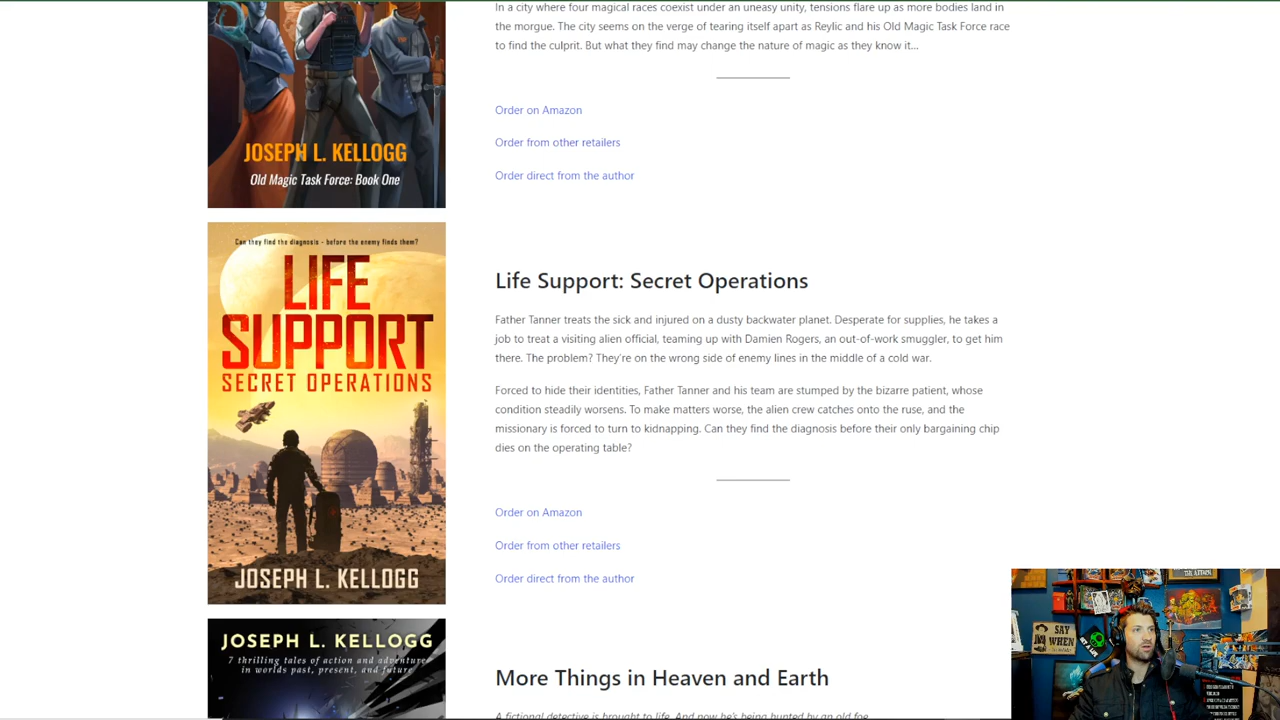 In a city where four magical races coexist under an uneasy unity, tensions flare up as more bodies land in
the morgue. The city seems on the verge of tearing itself apart as Reylic and his Old Magic Task Force race
to find the culprit. But what they find may change the nature of magic as they know it...
Order on Amazon
Order from other retailers
Order direct from the author
JOSEPH L. KELLOGG
Old Magic Task Force: Book One
Can they find the diagnosis - before the enemy finds them?
LIFE
SUPPORT
SECRET OPERATIONS
JOSEPH L. KELLOGG
Life Support: Secret Operations
Father Tanner treats the sick and injured on a dusty backwater planet. Desperate for supplies, he takes a
job to treat a visiting alien official, teaming up with Damien Rogers, an out-of-work smuggler, to get him
there. The problem? They're on the wrong side of enemy lines in the middle of a cold war.
Forced to hide their identities, Father Tanner and his team are stumped by the bizarre patient, whose
condition steadily worsens. To make matters worse, the alien crew catches onto the ruse, and the
missionary is forced to turn to kidnapping. Can they find the diagnosis before their only bargaining chip
dies on the operating table?
Order on Amazon
Order from other retailers
Order direct from the author
JOSEPH L. KELLOGG
7 thrilling tales of action and adventure
in worlds past, present, and future
More Things in Heaven and Earth
A fictional detective is brought to life. And now he's being hunted by an old foe
SAY
WHEN